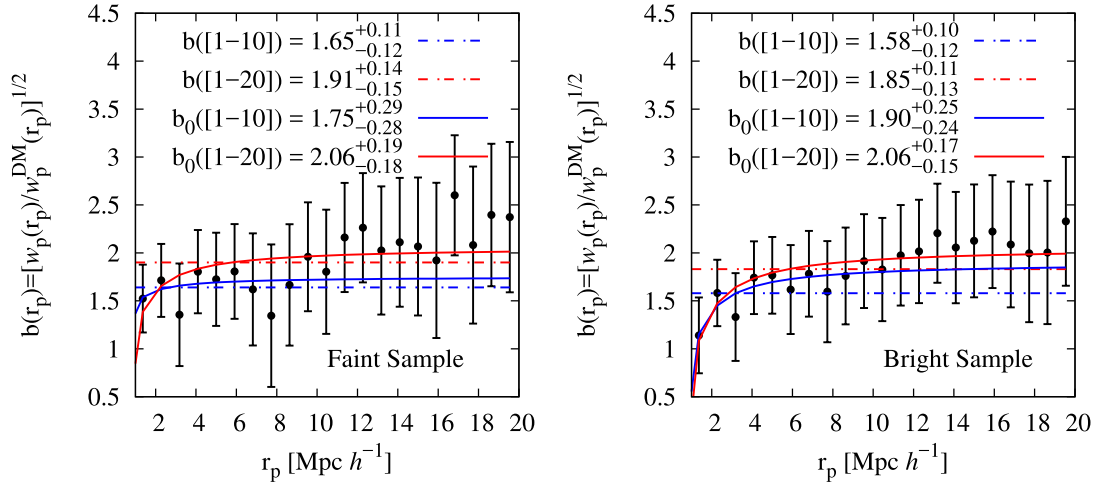 b(r_p)=[w_p(r_p)/w_p^DM(r_p)]^1/2
4.5
4
3.5
3
2.5
2
1.5
1
0.5
b([1−10]) = 1.65 +0.11 −0.12
b([1−20]) = 1.91 +0.14 −0.15
b_0([1−10]) = 1.75 +0.29 −0.28
b_0([1−20]) = 2.06 +0.19 −0.18
Faint Sample
2 4 6 8 10 12 14 16 18 20
r_p [Mpc h^−1]
b(r_p)=[w_p(r_p)/w_p^DM(r_p)]^1/2
4.5
4
3.5
3
2.5
2
1.5
1
0.5
b([1−10]) = 1.58 +0.10 −0.12
b([1−20]) = 1.85 +0.11 −0.13
b_0([1−10]) = 1.90 +0.25 −0.24
b_0([1−20]) = 2.06 +0.17 −0.15
Bright Sample
2 4 6 8 10 12 14 16 18 20
r_p [Mpc h^−1]